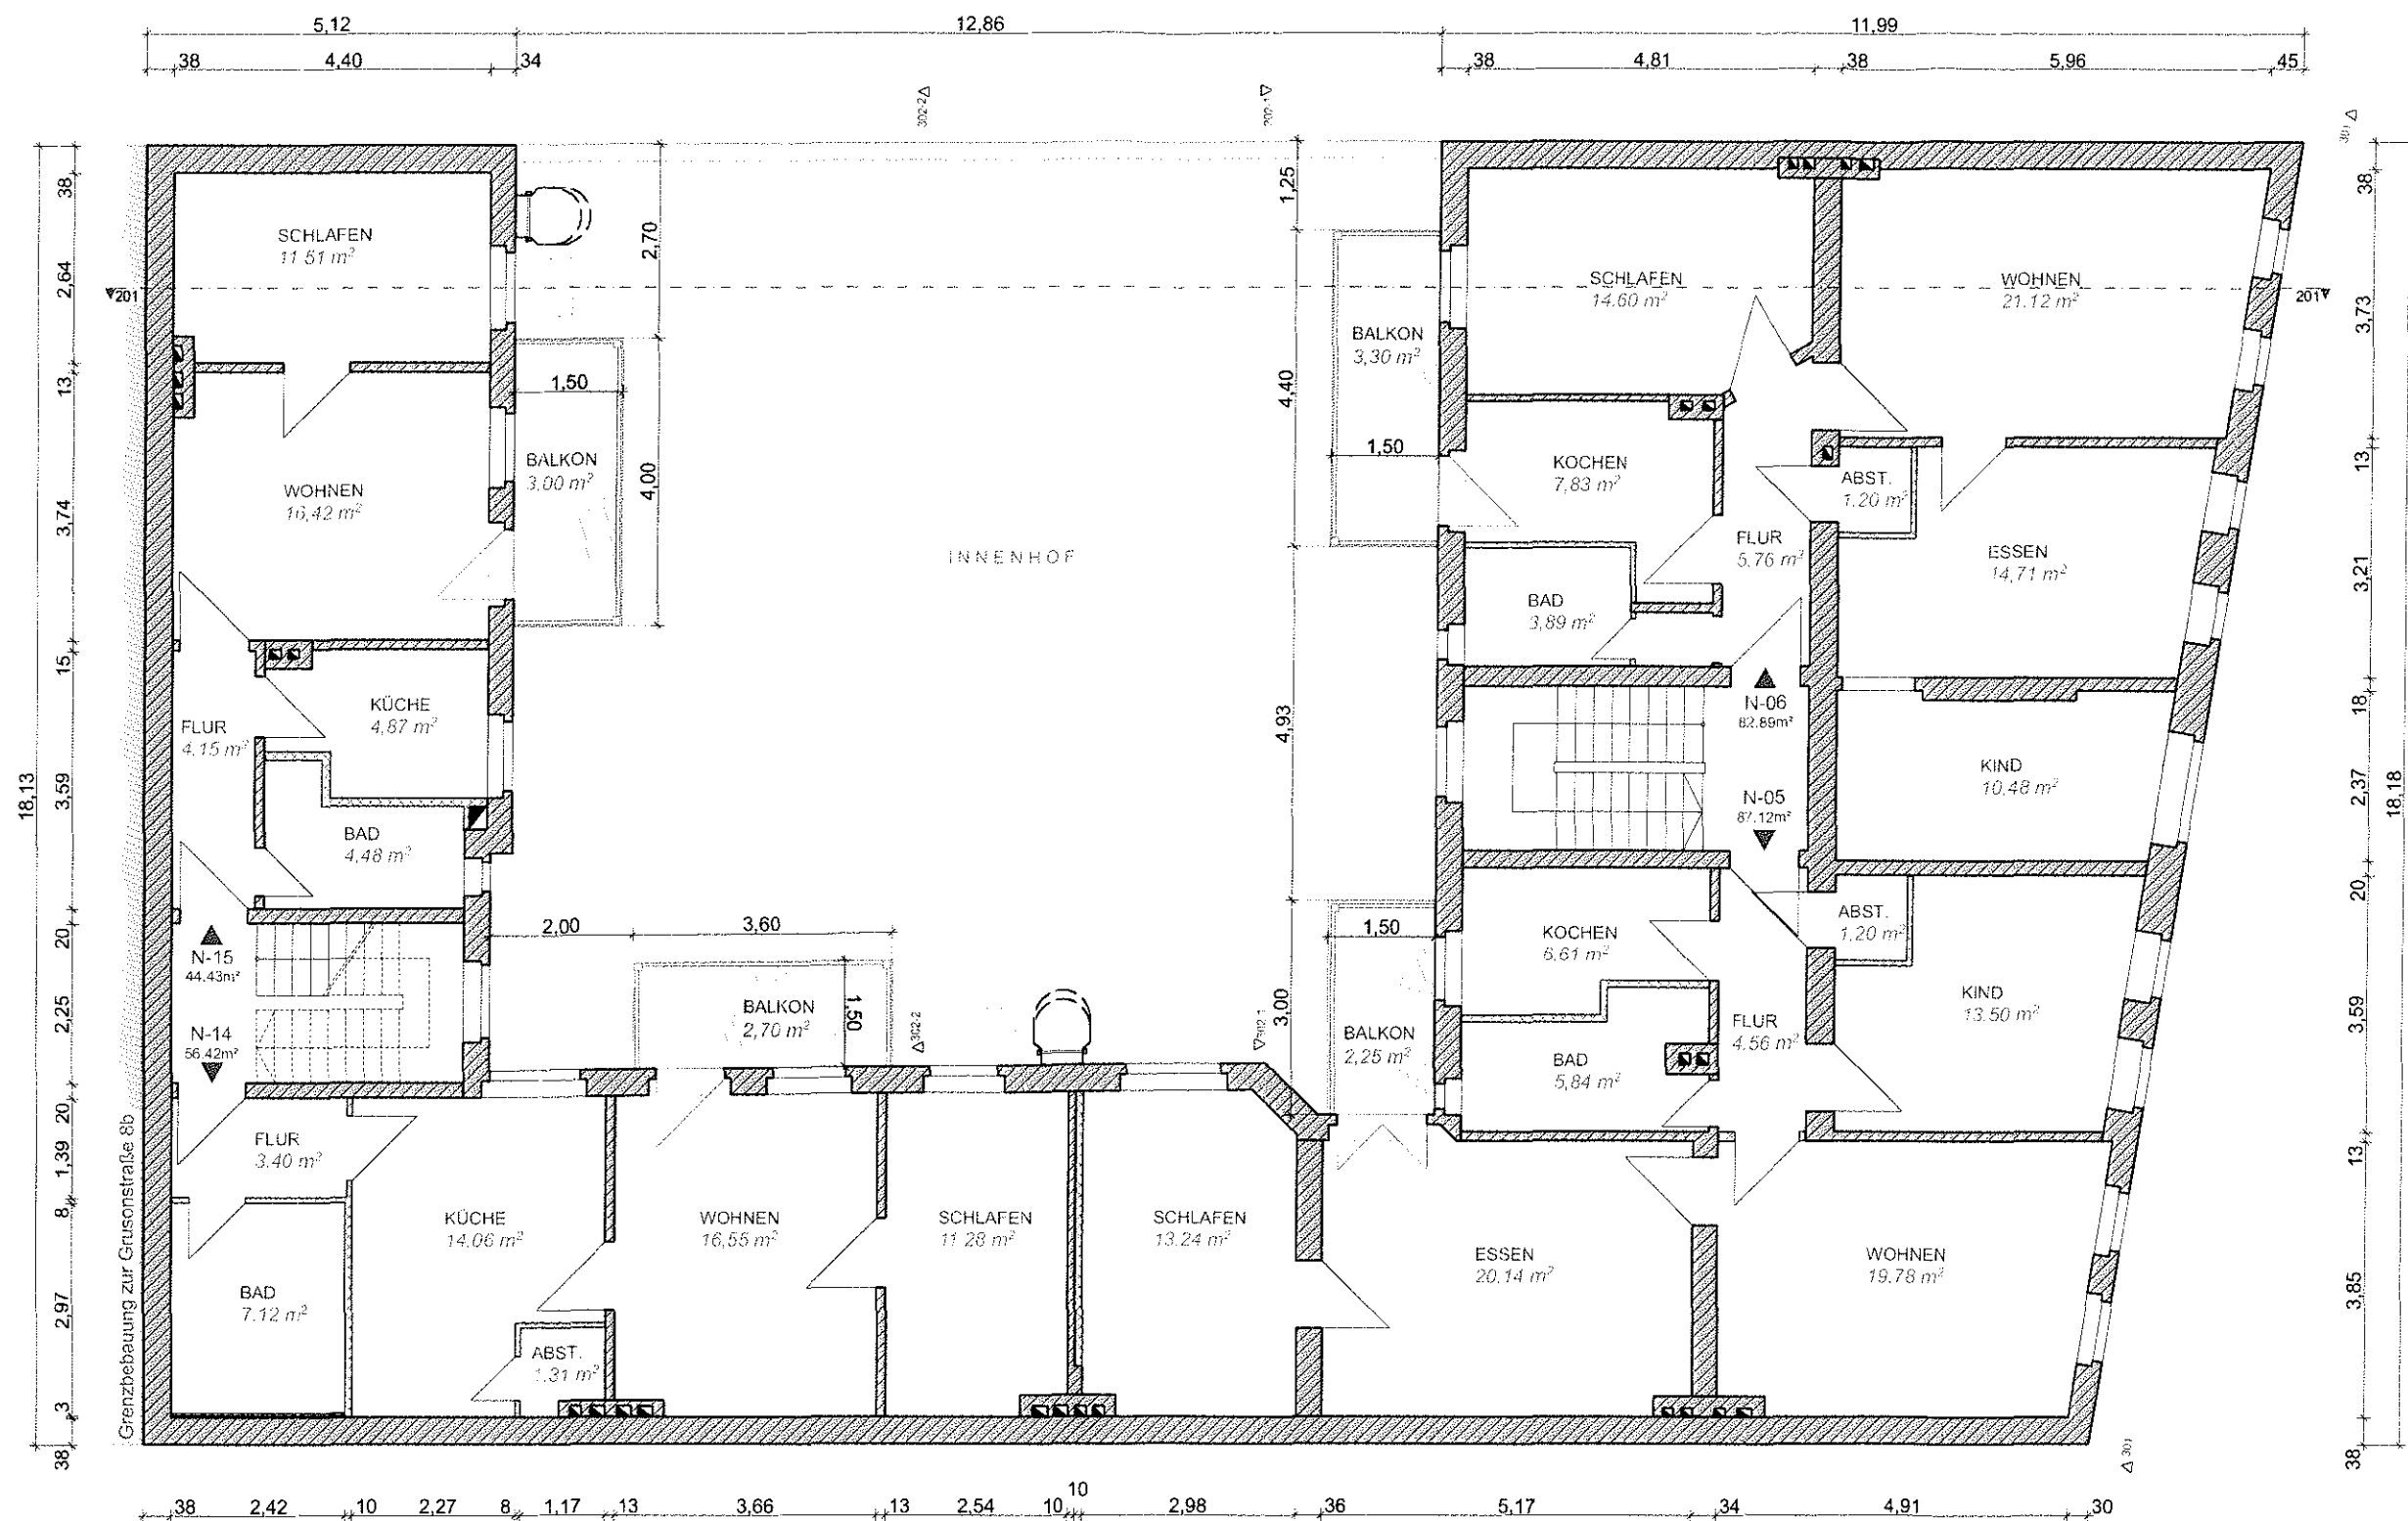 5,12
12,86
11,99
38
4,40
34
38
4,81
38
5,96
45
302-2
202-1
301
SCHLAFEN
11.51 m²
2,70
1,25
SCHLAFEN
14.60 m²
WOHNEN
21.12 m²
201
201
BALKON
3,30 m²
4,40
1,50
1,50
BALKON
3.00 m²
4,00
WOHNEN
16,42 m²
KOCHEN
7,83 m²
ABST.
1.20 m²
FLUR
5.76 m²
ESSEN
14,71 m²
INNENHOF
BAD
3,89 m²
KÜCHE
4,87 m²
FLUR
4.15 m²
4,93
N-06
82.89m²
KIND
10.48 m²
N-05
87.12m²
BAD
4,48 m²
2,00
3,60
1,50
KOCHEN
6,61 m²
ABST.
1,20 m²
N-15
44.43m²
N-14
56.42m²
BALKON
2,70 m²
1,50
302-2
302-1
3,00
BALKON
2,25 m²
BAD
5,84 m²
FLUR
4.56 m²
KIND
13.50 m²
FLUR
3.40 m²
KÜCHE
14.06 m²
WOHNEN
16,55 m²
SCHLAFEN
11 28 m²
SCHLAFEN
13.24 m²
ESSEN
20,14 m²
WOHNEN
19.78 m²
BAD
7.12 m²
ABST.
1.31 m²
Grenzbebauung zur Grusonstraße 8b
301
18,13
38
2,64
13
3,74
15
3,59
20
2,25
20
1,39
8
2,97
3
38
38
3,73
13
3,21
18
2,37
20
3,59
13
3,85
38
18,18
38
2,42
10
2,27
8
1,17
13
3,66
13
2,54
10
10
2,98
36
5,17
34
4,91
30